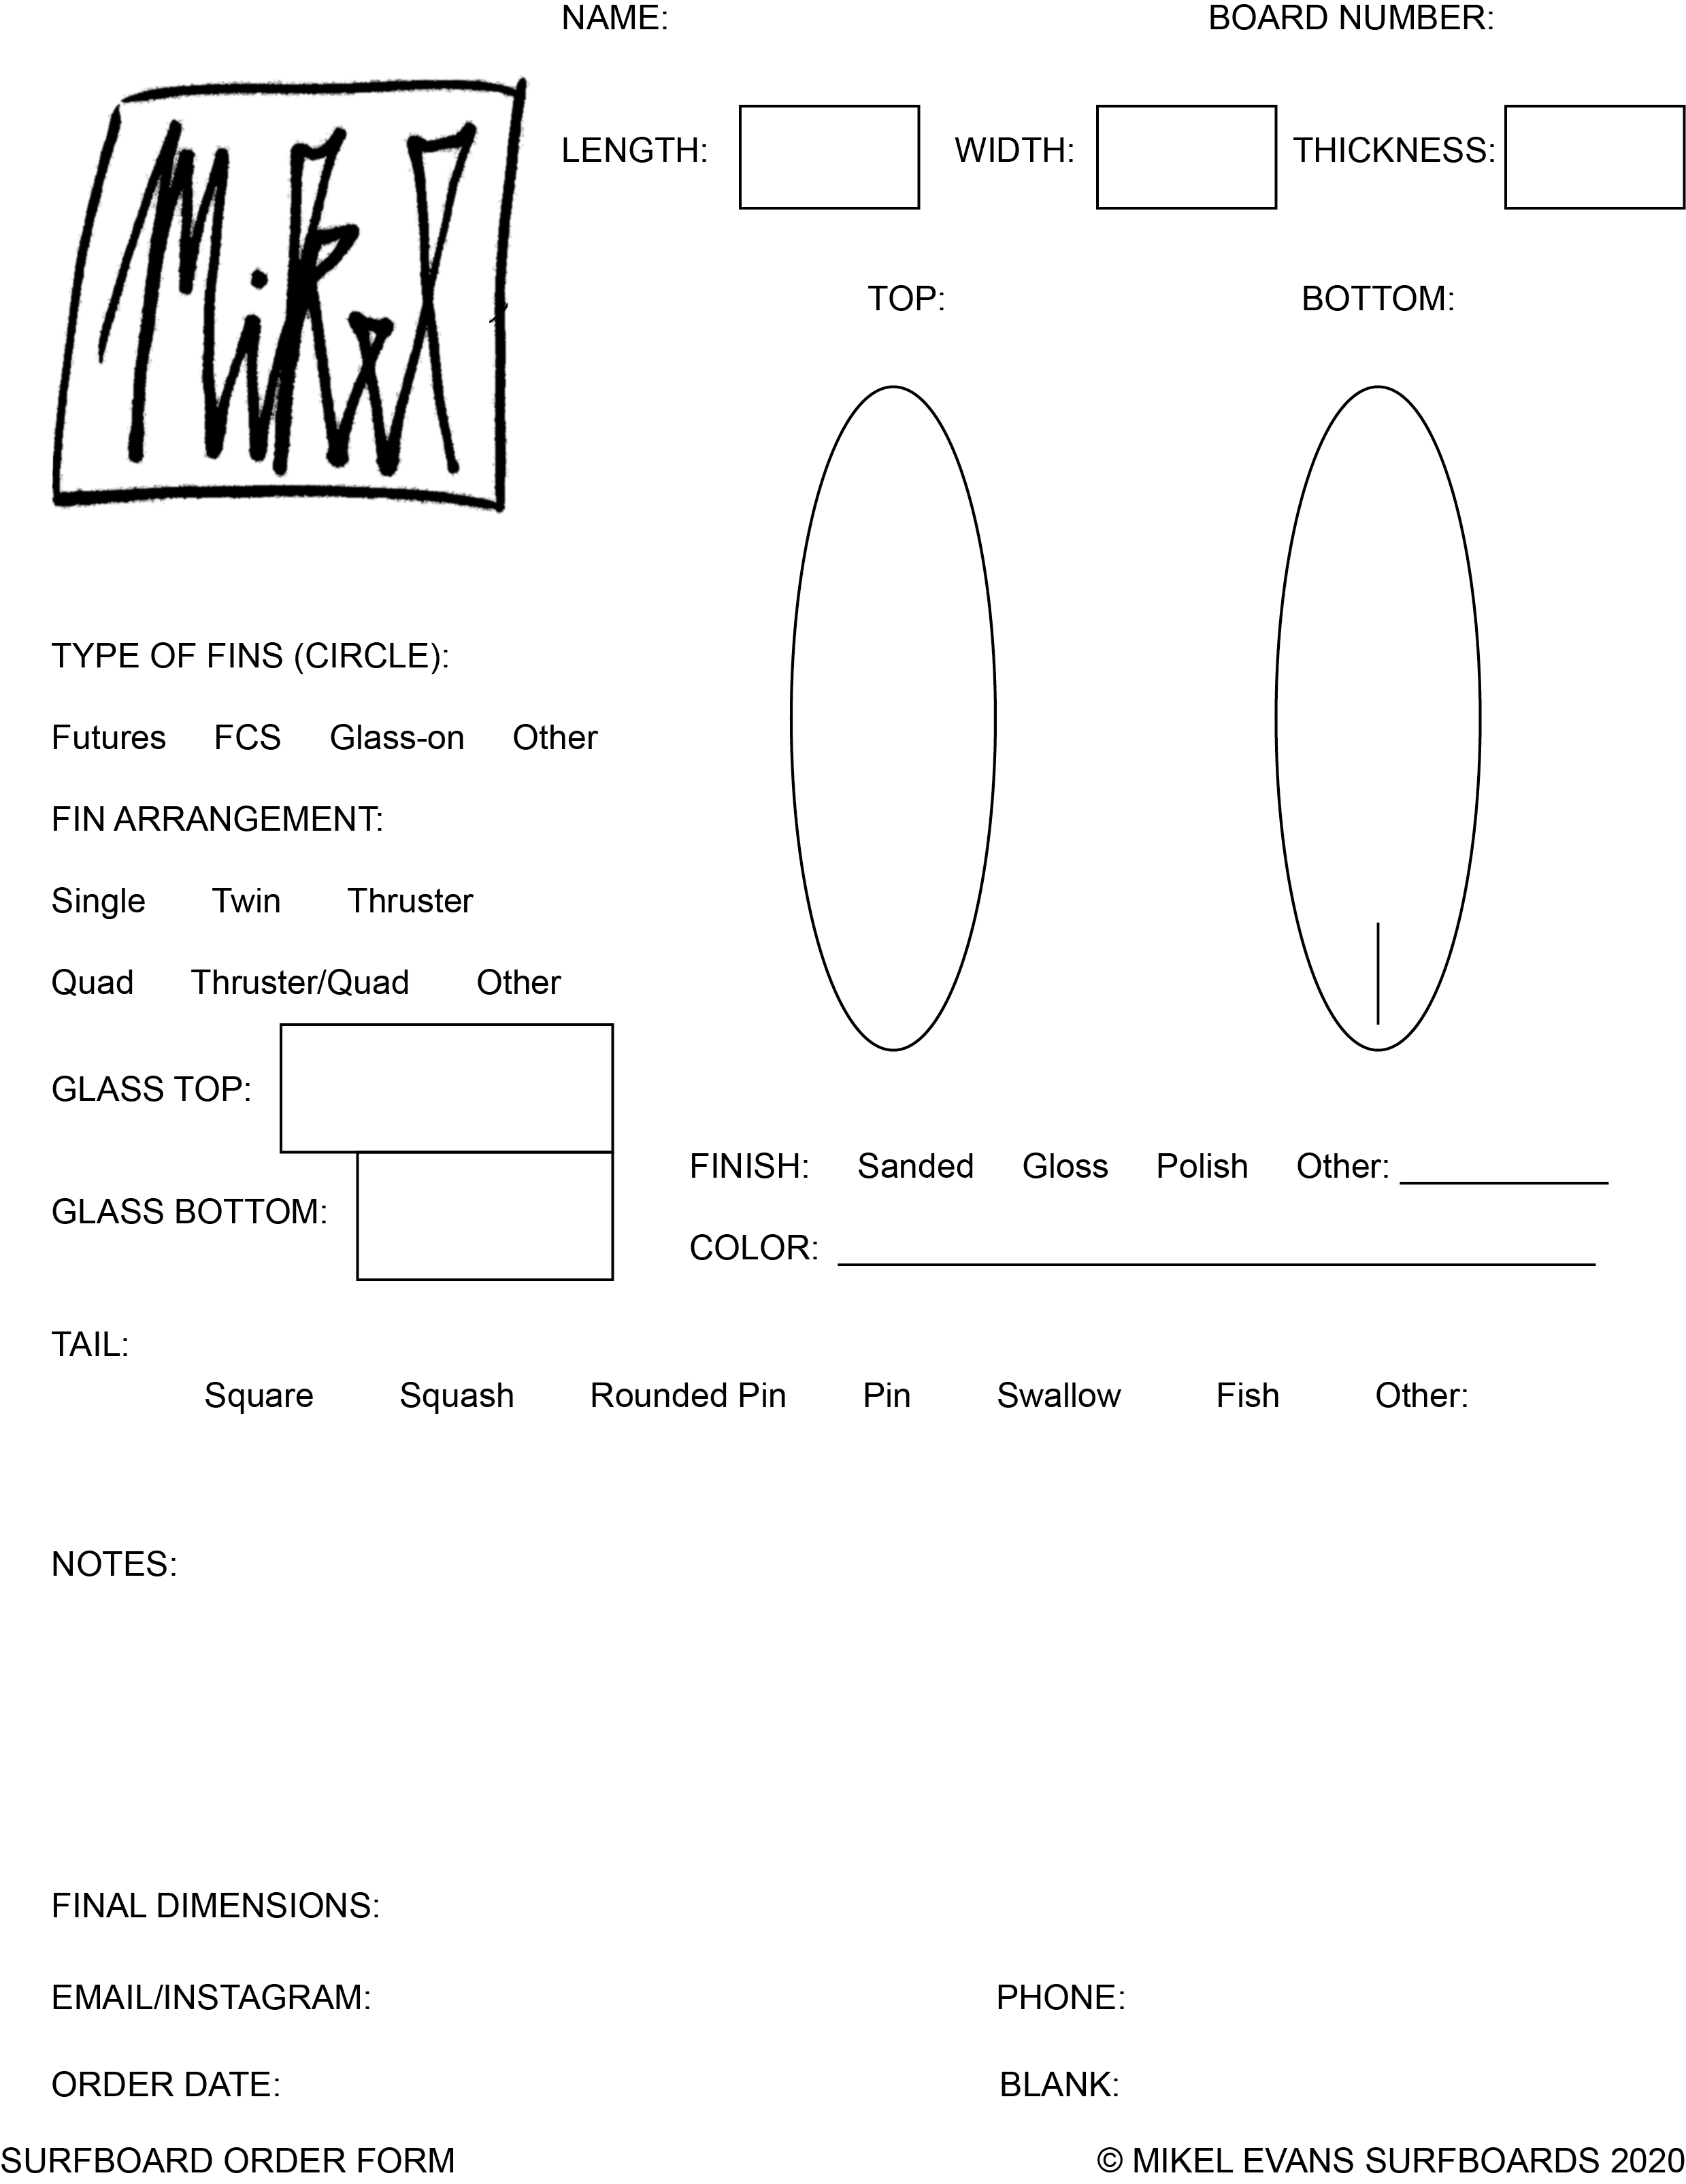 NAME: BOARD NUMBER:
Mikel
LENGTH: WIDTH: THICKNESS:
TOP: BOTTOM:
TYPE OF FINS (CIRCLE):
Futures FCS Glass-on Other
FIN ARRANGEMENT:
Single Twin Thruster
Quad Thruster/Quad Other
GLASS TOP:
FINISH: Sanded Gloss Polish Other:
GLASS BOTTOM:
COLOR:
TAIL:
Square Squash Rounded Pin Pin Swallow Fish Other:
NOTES:
FINAL DIMENSIONS:
EMAIL/INSTAGRAM: PHONE:
ORDER DATE: BLANK:
SURFBOARD ORDER FORM © MIKEL EVANS SURFBOARDS 2020